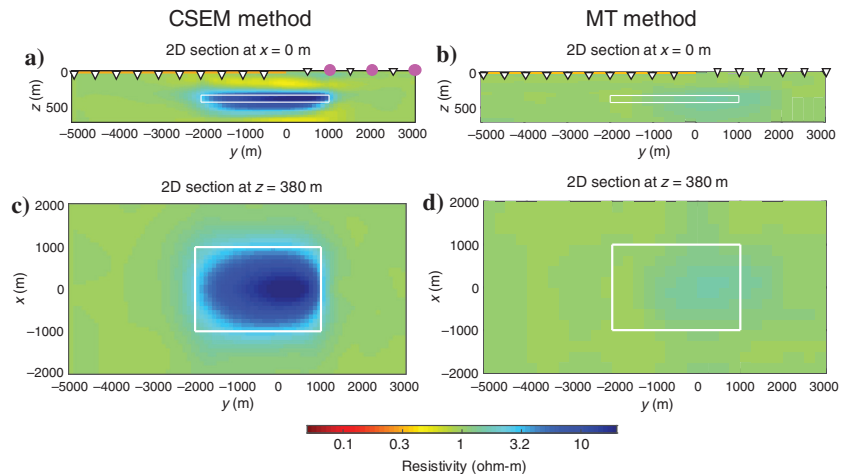 CSEM method
MT method
a)
2D section at x = 0 m
0
500
z (m)
–5000 –4000 –3000 –2000 –1000 0 1000 2000 3000
y (m)
b)
2D section at x = 0 m
0
500
z (m)
–5000 –4000 –3000 –2000 –1000 0 1000 2000 3000
y (m)
c)
2D section at z = 380 m
2000
1000
0
–1000
–2000
x (m)
–5000 –4000 –3000 –2000 –1000 0 1000 2000 3000
y (m)
d)
2D section at z = 380 m
2000
1000
0
–1000
–2000
x (m)
–5000 –4000 –3000 –2000 –1000 0 1000 2000 3000
y (m)
0.1 0.3 1 3.2 10
Resistivity (ohm-m)